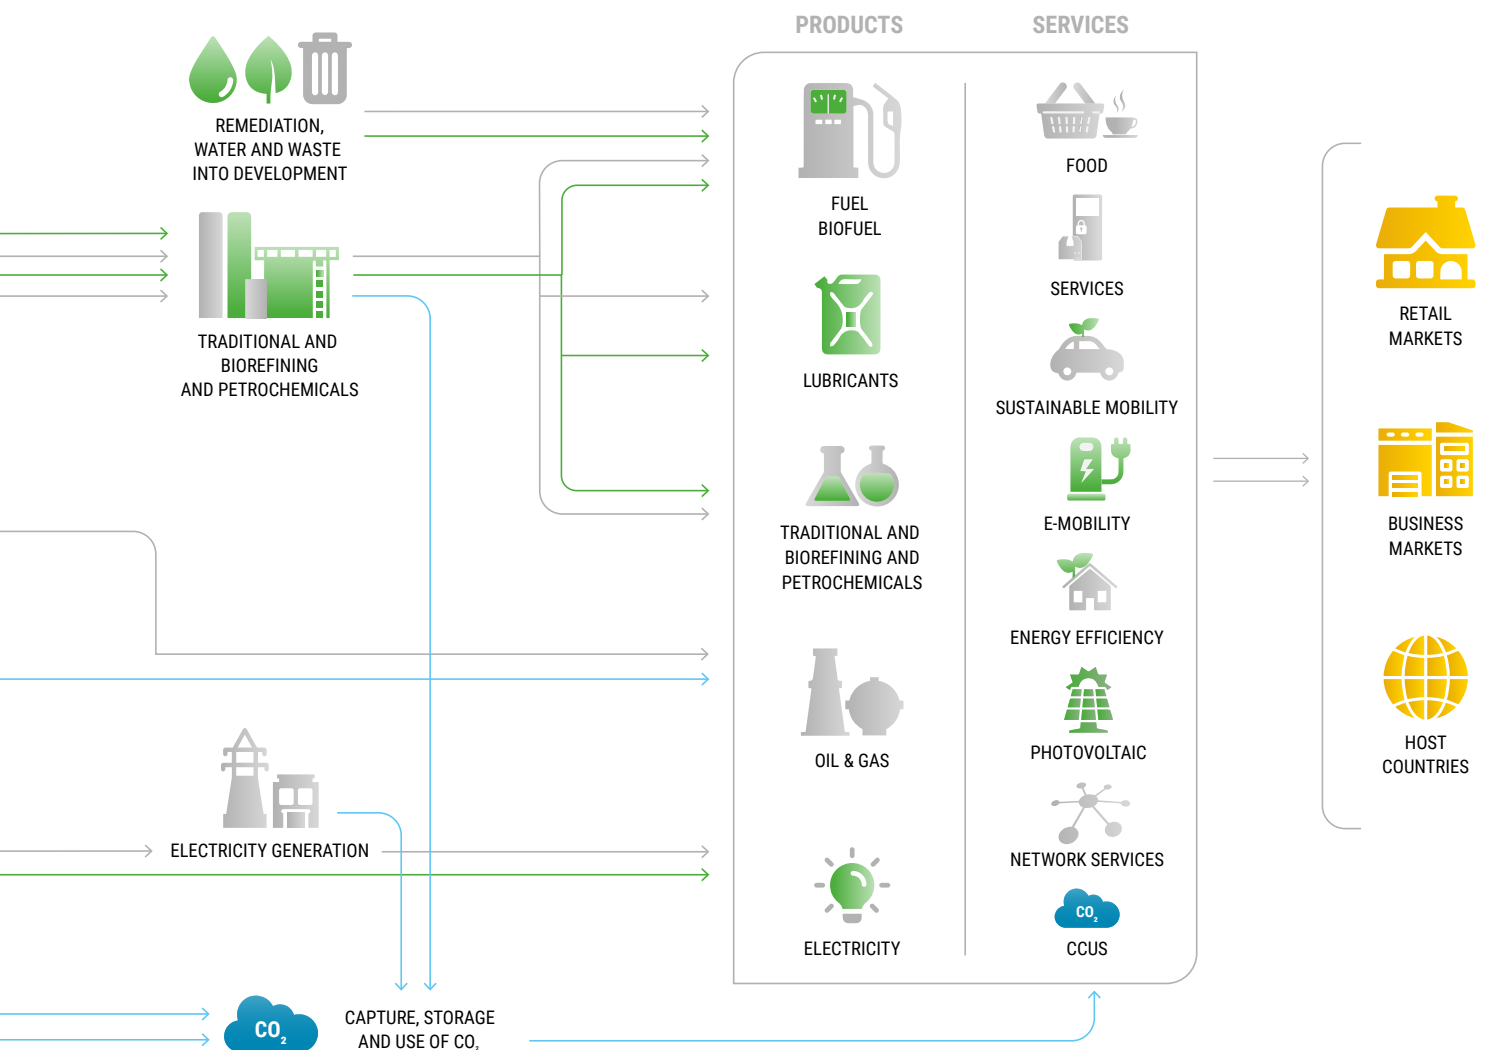 PRODUCTS
SERVICES
REMEDIATION,
WATER AND WASTE
INTO DEVELOPMENT
TRADITIONAL AND
BIOREFINING
AND PETROCHEMICALS
ELECTRICITY GENERATION
CO₂
CAPTURE, STORAGE
AND USE OF CO₂
FUEL
BIOFUEL
LUBRICANTS
TRADITIONAL AND
BIOREFINING AND
PETROCHEMICALS
OIL & GAS
ELECTRICITY
FOOD
SERVICES
SUSTAINABLE MOBILITY
E-MOBILITY
ENERGY EFFICIENCY
PHOTOVOLTAIC
NETWORK SERVICES
CO₂
CCUS
RETAIL
MARKETS
BUSINESS
MARKETS
HOST
COUNTRIES